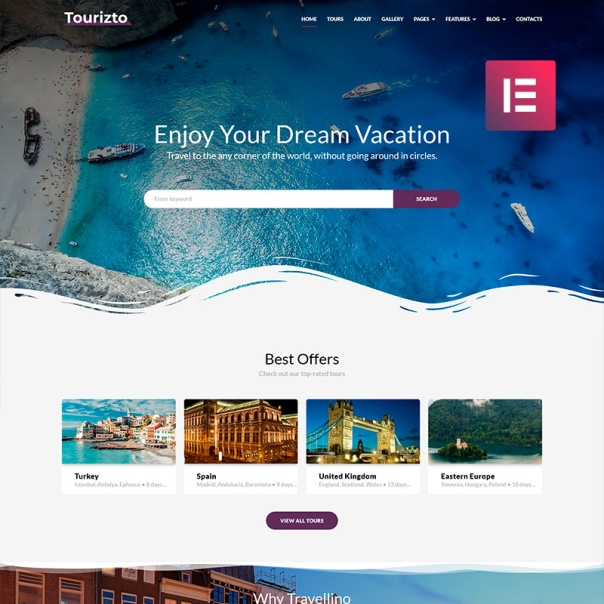 Tourizto
HOME TOURS ABOUT GALLERY PAGES FEATURES BLOG CONTACTS
Enjoy Your Dream Vacation
Travel to the any corner of the world, without going around in circles.
Enter keyword
SEARCH
Best Offers
Check out our top-rated tours
Turkey
Istanbul, Antalya, Ephesus • 8 days...
Spain
Madrid, Andalucia, Barcelona • 9 days...
United Kingdom
England, Scotland, Wales • 13 days...
Eastern Europe
Slovenia, Hungary, Poland • 18 days...
VIEW ALL TOURS
Why Travelling